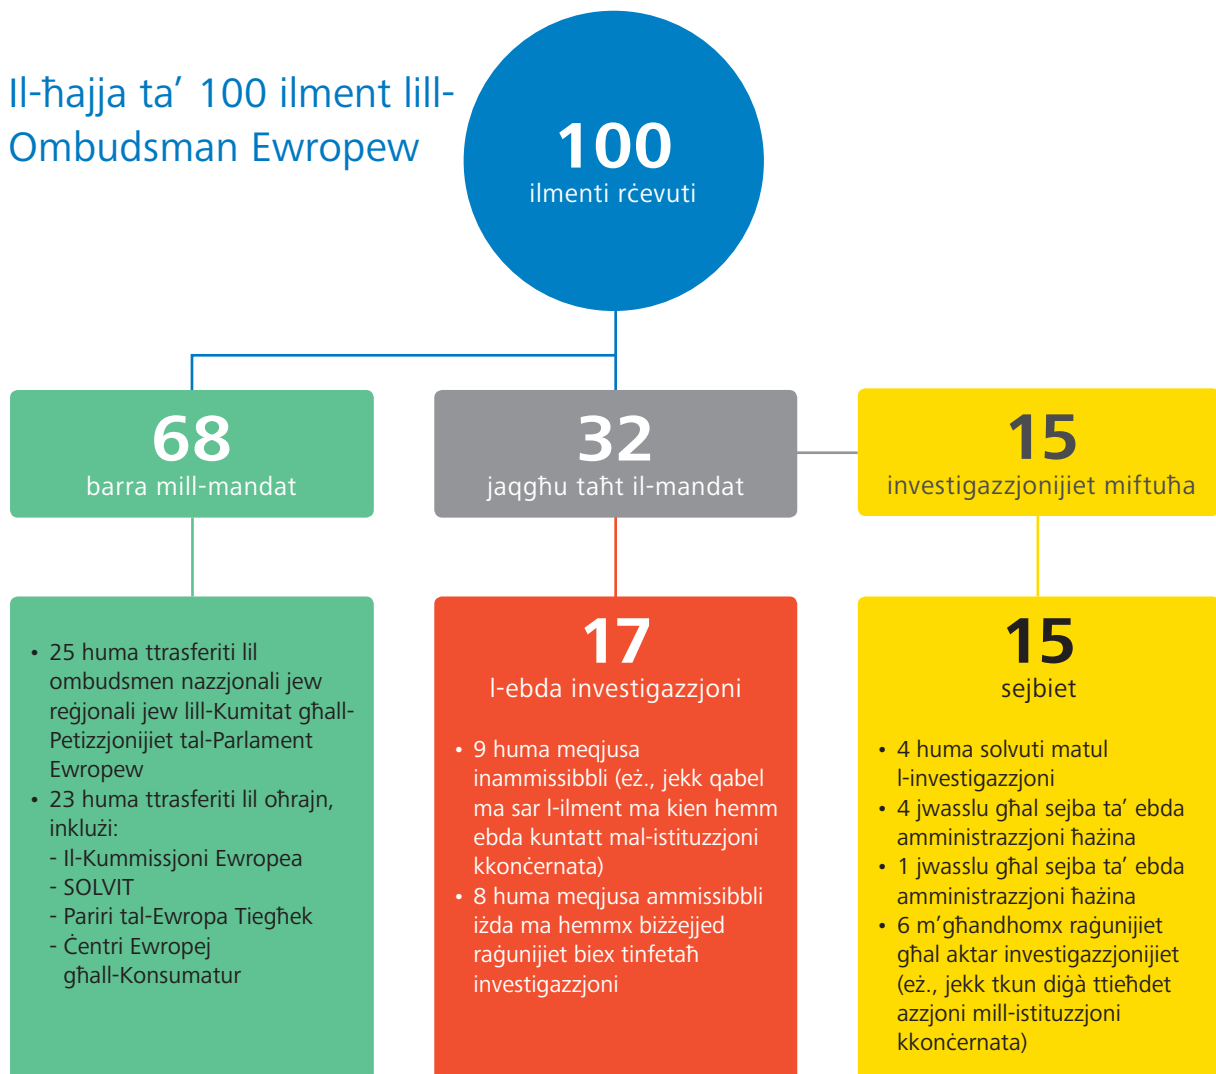 Il-ħajja ta’ 100 ilment lill-
Ombudsman Ewropew
100
ilmenti rċevuti
68
barra mill-mandat
32
jaqgħu taħt il-mandat
15
investigazzjonijiet miftuħa
• 25 huma ttrasferiti lil
ombudsmen nazzjonali jew
reġjonali jew lill-Kumitat għall-
Petizzjonijiet tal-Parlament
Ewropew
• 23 huma ttrasferiti lil oħrajn,
inklużi:
- Il-Kummissjoni Ewropea
- SOLVIT
- Pariri tal-Ewropa Tiegħek
- Ċentri Ewropej
għall-Konsumatur
17
l-ebda investigazzjoni
• 9 huma meqjusa
inammissibbli (eż., jekk qabel
ma sar l-ilment ma kien hemm
ebda kuntatt mal-istituzzjoni
kkonċernata)
• 8 huma meqjusa ammissibbli
iżda ma hemmx biżżejjed
raġunijiet biex tinfetaħ
investigazzjoni
15
sejbiet
• 4 huma solvuti matul
l-investigazzjoni
• 4 jwasslu għal sejba ta’ ebda
amministrazzjoni ħażina
• 1 jwasslu għal sejba ta’ ebda
amministrazzjoni ħażina
• 6 m’għandhomx raġunijiet
għal aktar investigazzjonijiet
(eż., jekk tkun diġà ttieħdet
azzjoni mill-istituzzjoni
kkonċernata)